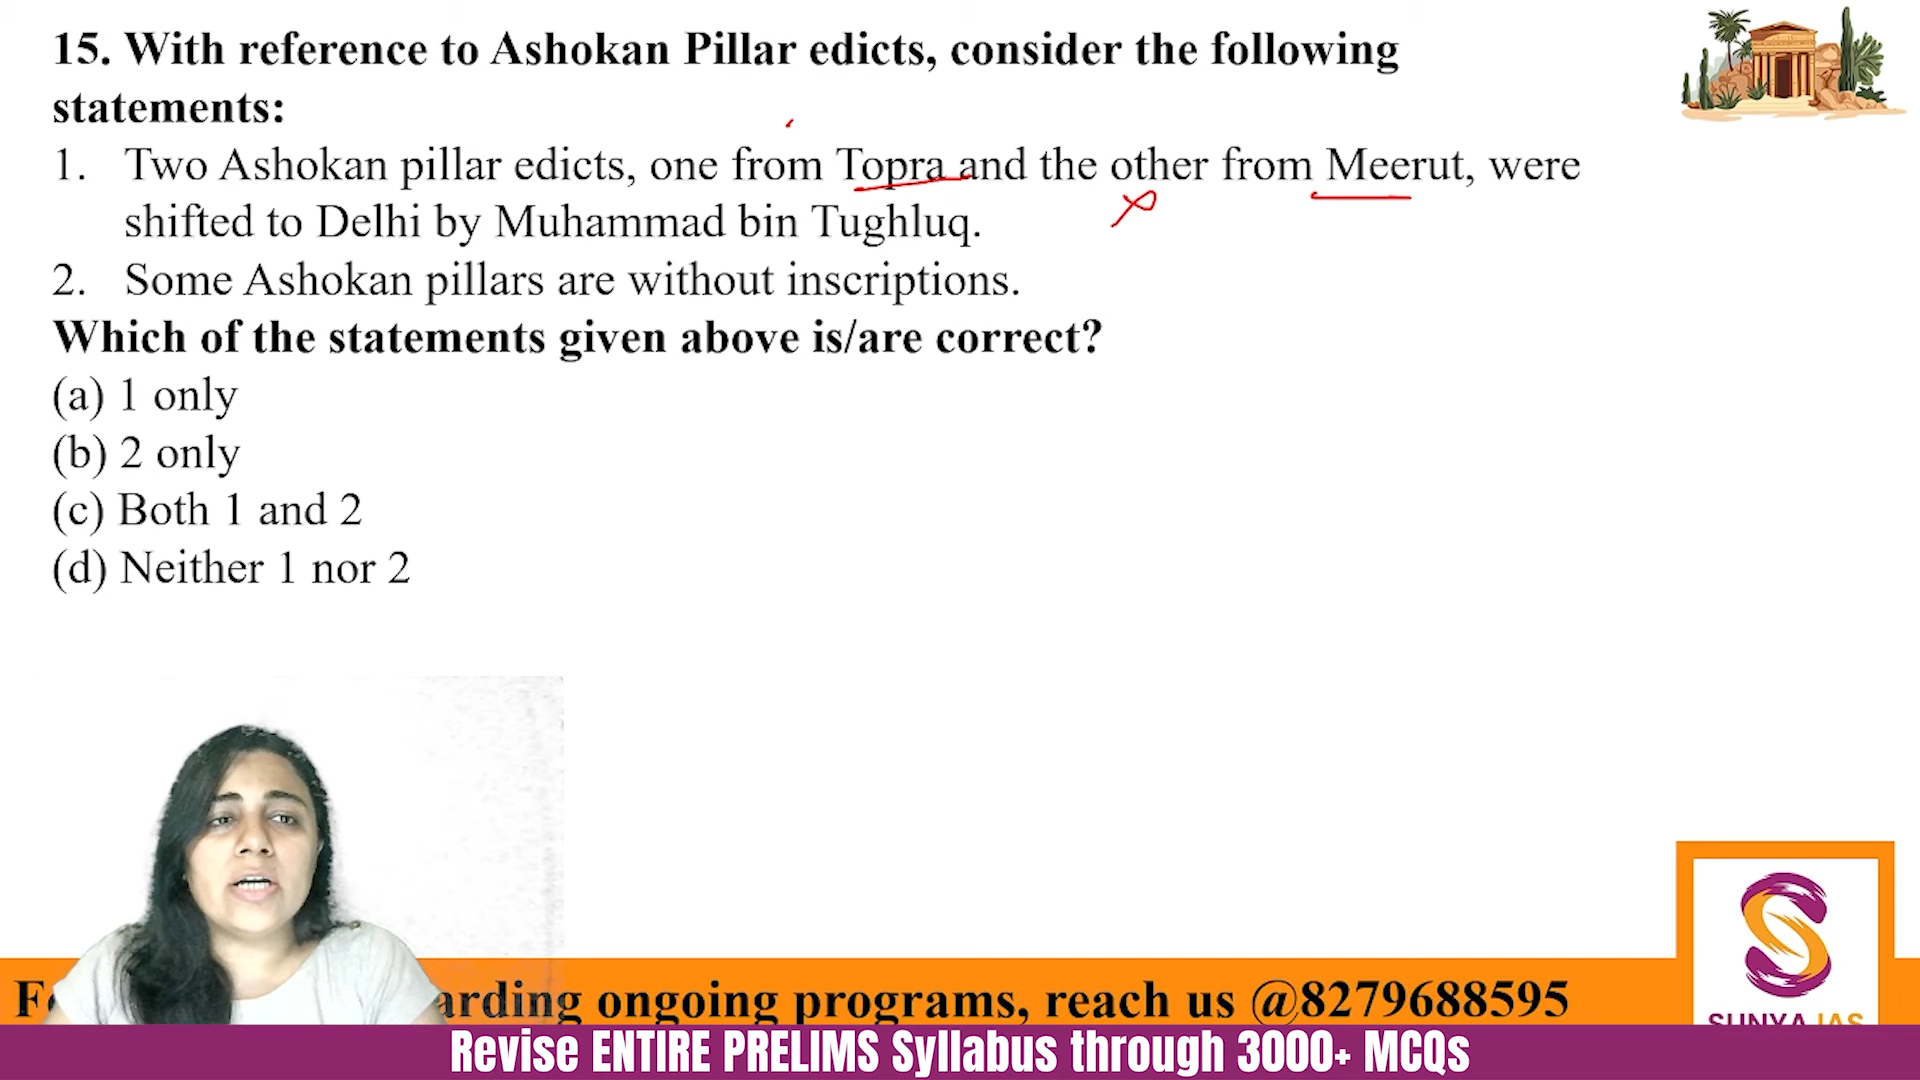 15. With reference to Ashokan Pillar edicts, consider the following
statements:
1. Two Ashokan pillar edicts, one from Topra and the other from Meerut, were
shifted to Delhi by Muhammad bin Tughluq.
2. Some Ashokan pillars are without inscriptions.
Which of the statements given above is/are correct?
(a) 1 only
(b) 2 only
(c) Both 1 and 2
(d) Neither 1 nor 2
ongoing programs, reach us @8279688595
SUNYA IAS
Revise ENTIRE PRELIMS Syllabus through 3000+ MCQs